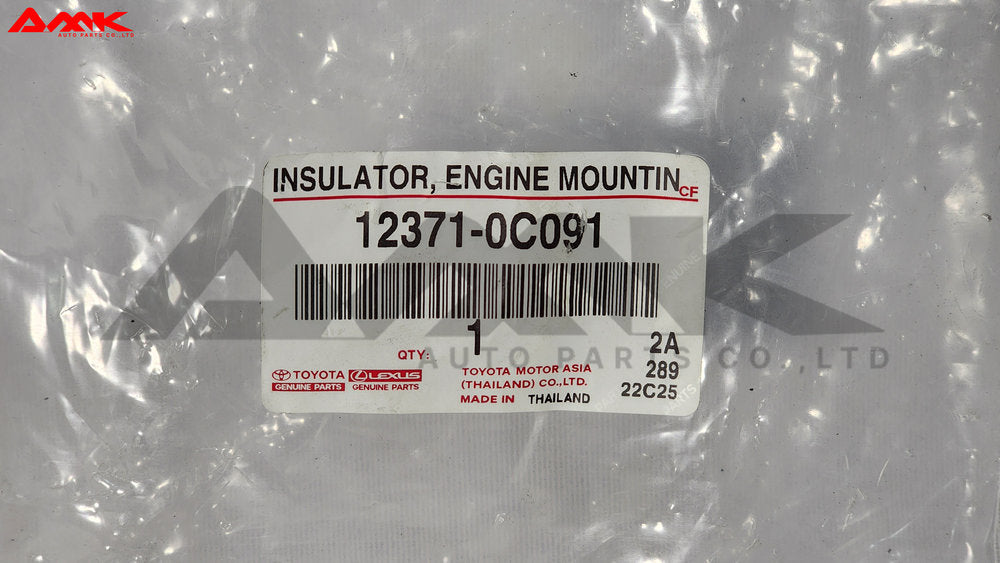 AMK
AUTO PARTS CO.,LTD
INSULATOR, ENGINE MOUNTIN
CF
12371-0C091
AMK
AUTO PARTS CO.,LTD
QTY: 1
2A
TOYOTA LEXUS
GENUINE PARTS GENUINE PARTS
TOYOTA MOTOR ASIA
(THAILAND) CO.,LTD.
289
MADE IN THAILAND
22C25